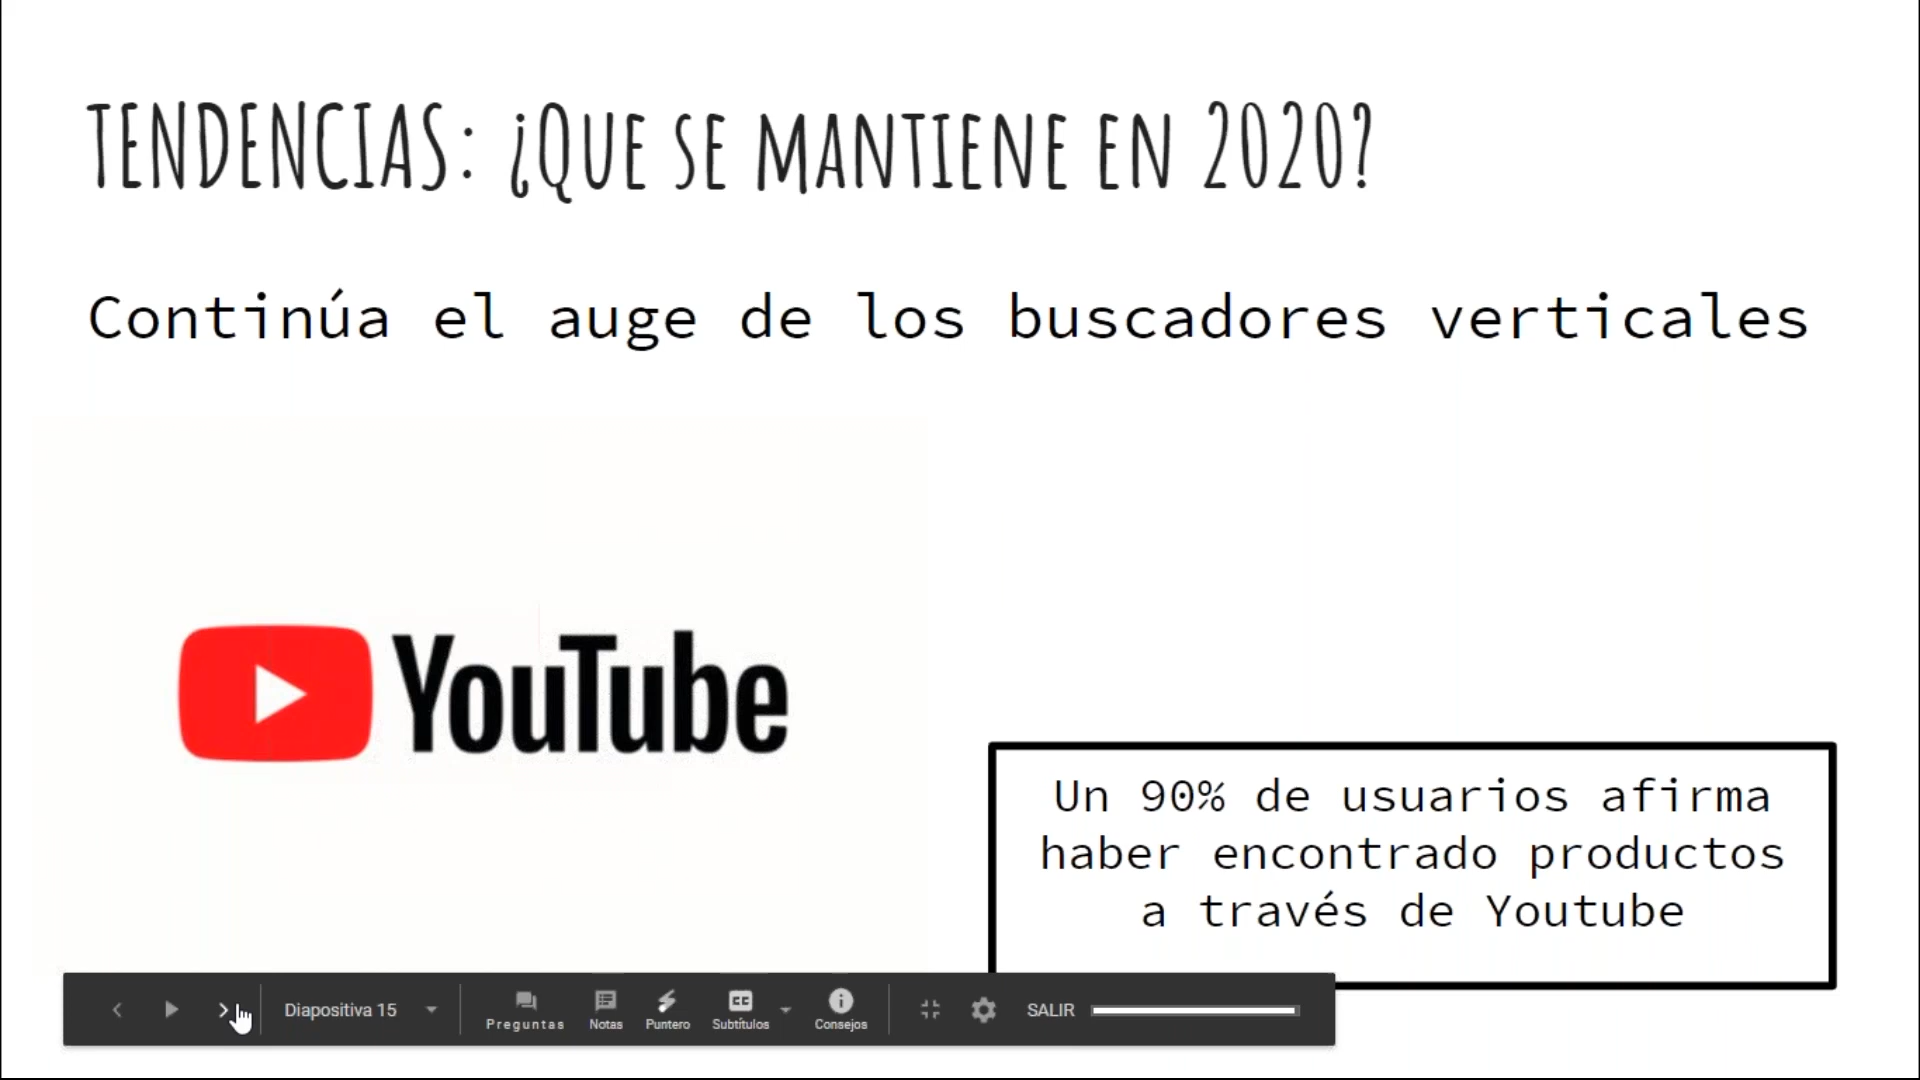 TENDENCIAS: ¿QUE SE MANTIENE EN 2020?
Continúa el auge de los buscadores verticales
YouTube
Un 90% de usuarios afirma
haber encontrado productos
a través de Youtube
Diapositiva 15
Preguntas
Notas
Puntero
CC
Subtítulos
Consejos
SALIR